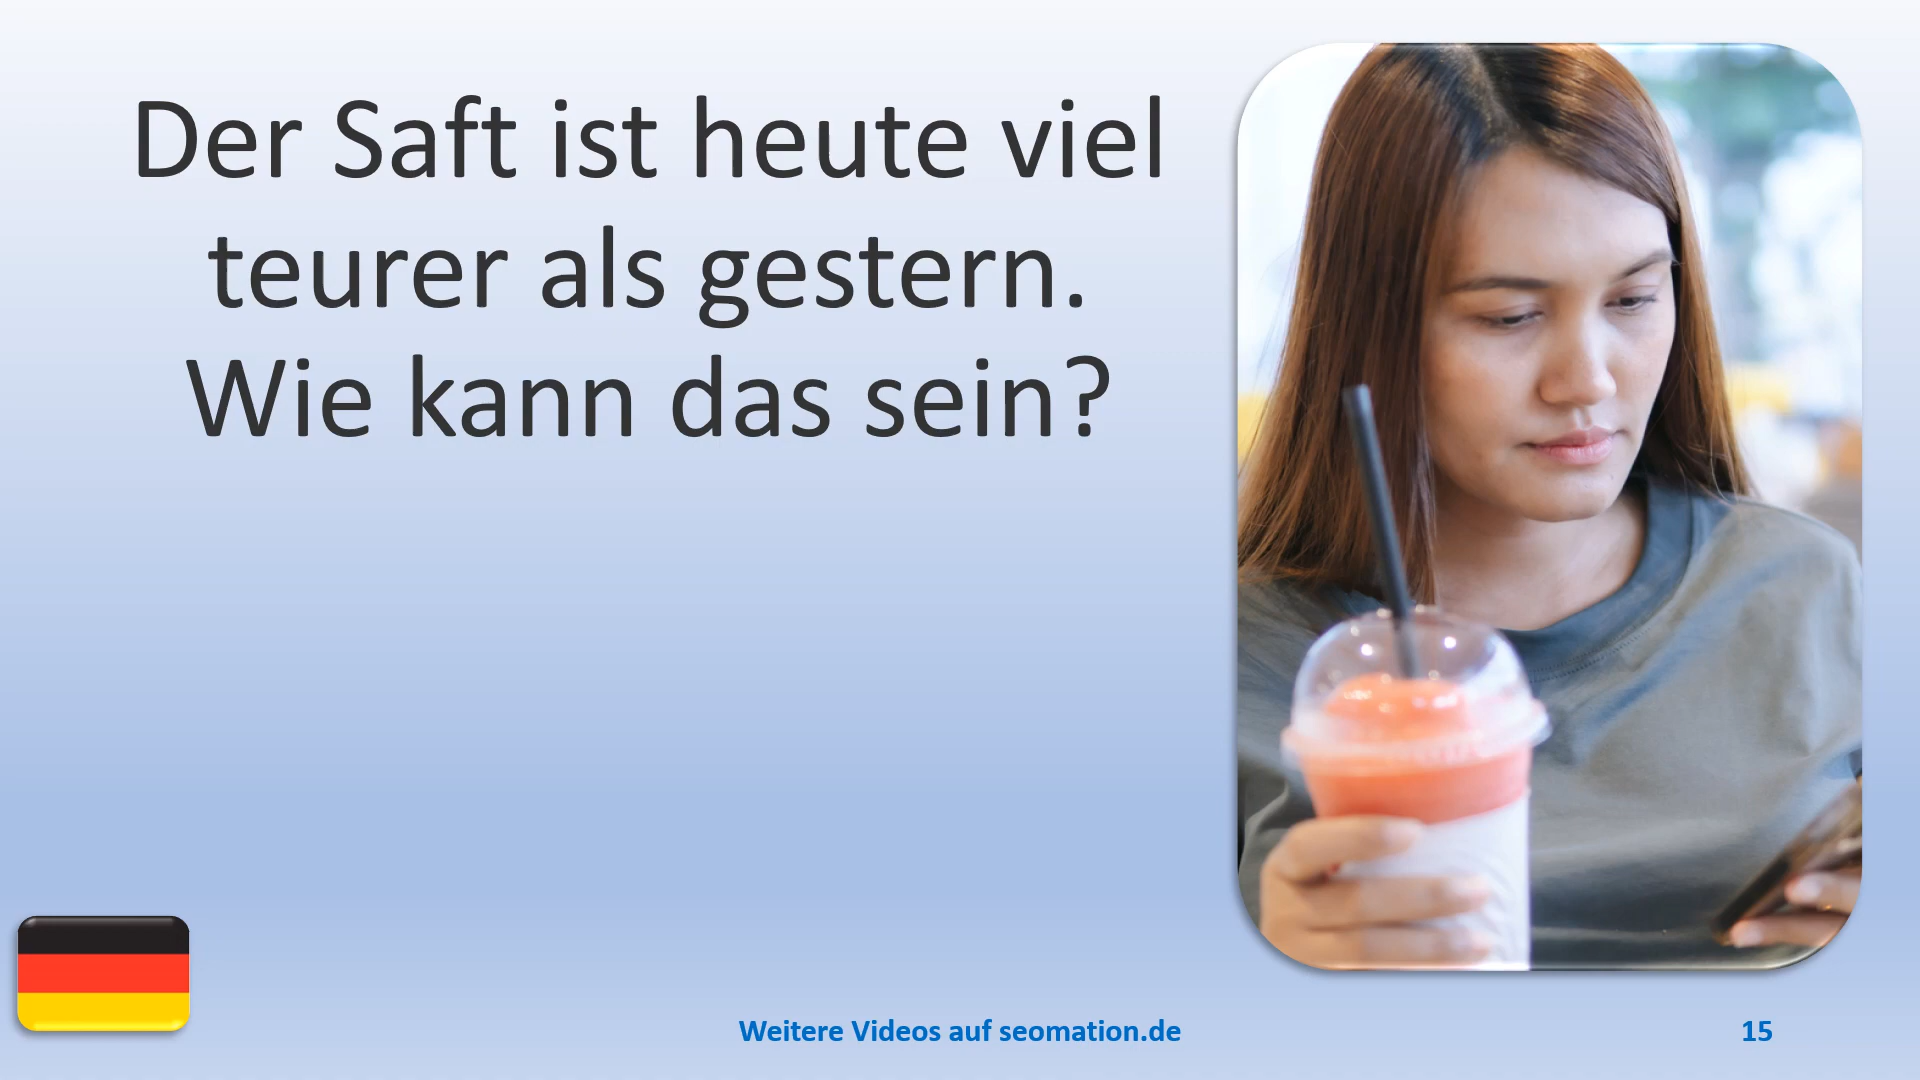 Der Saft ist heute viel
teurer als gestern.
Wie kann das sein?
Weitere Videos auf seomation.de
15